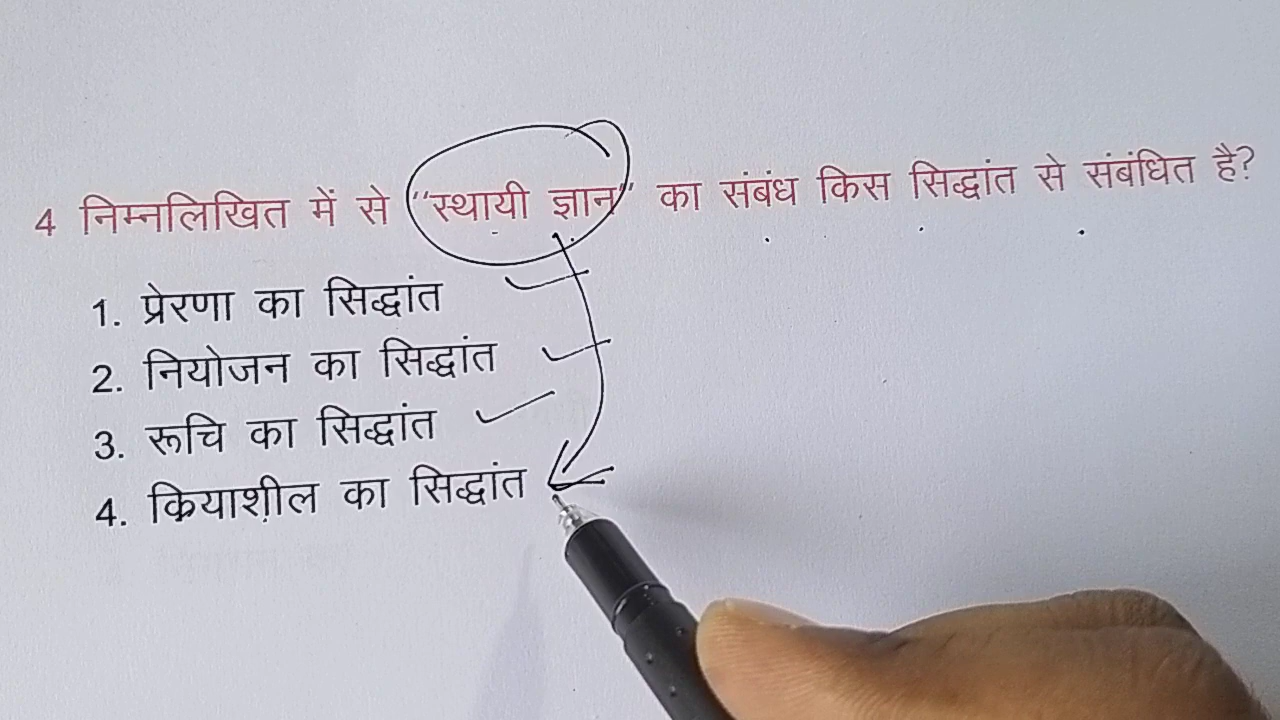 4 निम्नलिखित में से "स्थायी ज्ञान" का संबंध किस सिद्धांत से संबंधित है?
1. प्रेरणा का सिद्धांत
2. नियोजन का सिद्धांत
3. रूचि का सिद्धांत
4. कियाशील का सिद्धांत